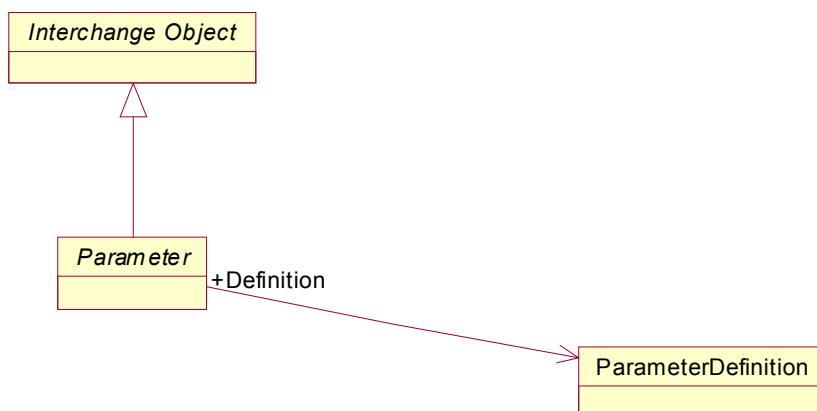 Interchange Object
Parameter
+Definition
ParameterDefinition